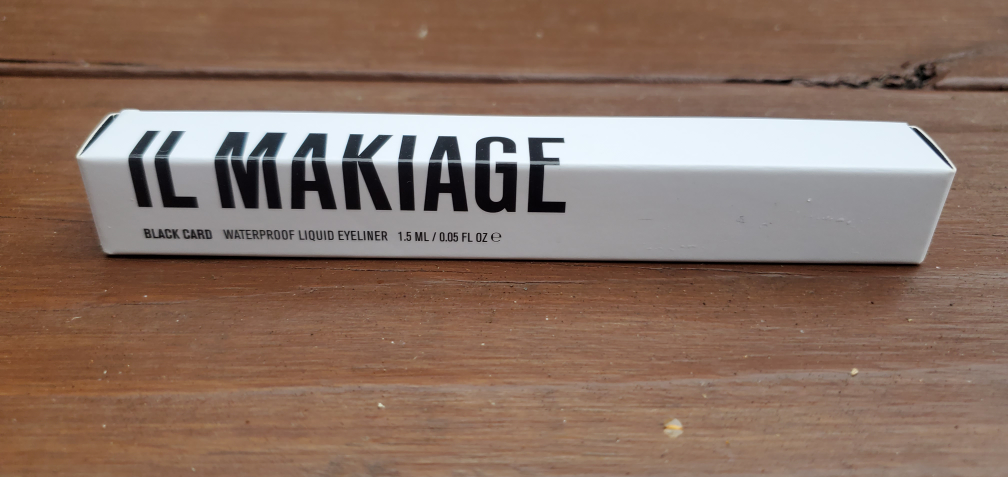 IL MAKIAGE
BLACK CARD WATERPROOF LIQUID EYELINER 1.5 ML / 0.05 FL OZ ℮